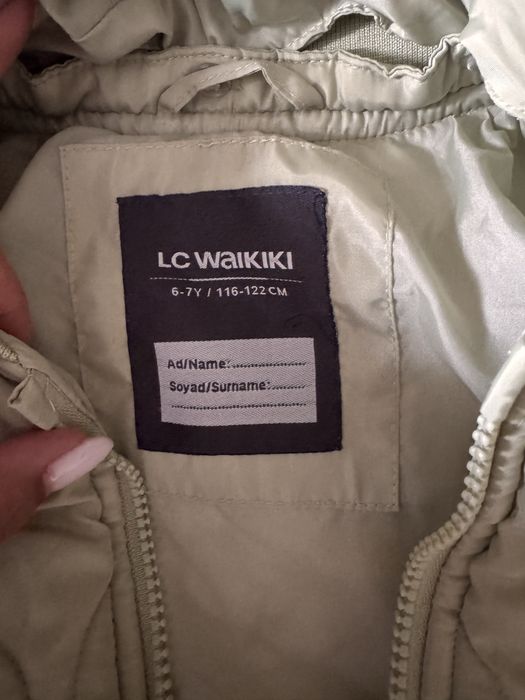 LC WAIKIKI
6-7Y / 116-122 CM
Ad/Name:..................
Soyad/Surname:........
..................................